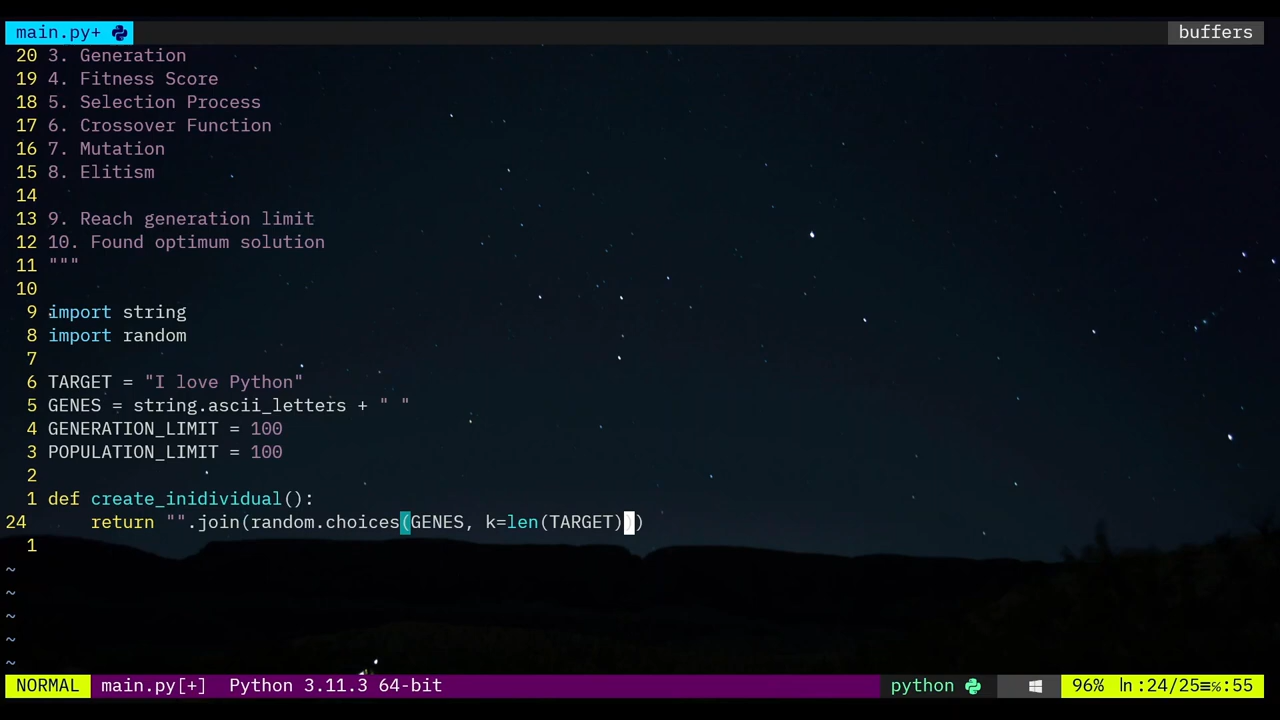 main.py+ buffers
20 3. Generation
19 4. Fitness Score
18 5. Selection Process
17 6. Crossover Function
16 7. Mutation
15 8. Elitism
14
13 9. Reach generation limit
12 10. Found optimum solution
11 """
10
9 import string
8 import random
7
6 TARGET = "I love Python"
5 GENES = string.ascii_letters + " "
4 GENERATION_LIMIT = 100
3 POPULATION_LIMIT = 100
2
1 def create_inidividual():
24 return "".join(random.choices(GENES, k=len(TARGET)))
1
~
~
~
~
~
NORMAL main.py[+] Python 3.11.3 64-bit python 96% ln:24/25≡℅:55